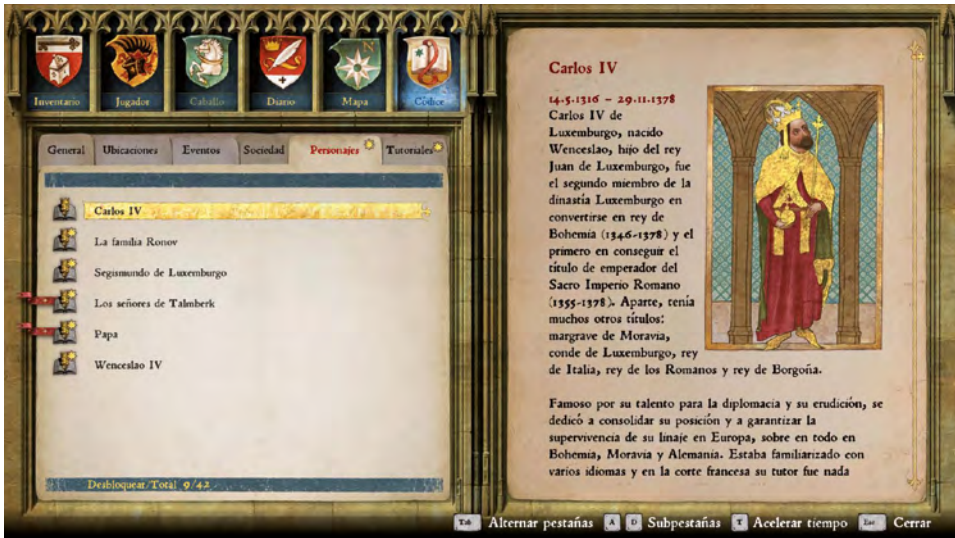 Inventario
Jugador
Caballo
Diario
N
Mapa
Códice
General
Ubicaciones
Eventos
Sociedad
Personajes
Tutoriales
Carlos IV
La familia Ronov
Segismundo de Luxemburgo
Los señores de Talmberk
Papa
Wenceslao IV
Desbloquear/Total 9/42
Carlos IV
14.5.1316 – 29.11.1378
Carlos IV de
Luxemburgo, nacido
Wenceslao, hijo del rey
Juan de Luxemburgo, fue
el segundo miembro de la
dinastía Luxemburgo en
convertirse en rey de
Bohemia (1346-1378) y el
primero en conseguir el
título de emperador del
Sacro Imperio Romano
(1355-1378). Aparte, tenía
muchos otros títulos:
margrave de Moravia,
conde de Luxemburgo, rey
de Italia, rey de los Romanos y rey de Borgoña.
Famoso por su talento para la diplomacia y su erudición, se
dedicó a consolidar su posición y a garantizar la
supervivencia de su linaje en Europa, sobre en todo en
Bohemia, Moravia y Alemania. Estaba familiarizado con
varios idiomas y en la corte francesa su tutor fue nada
Tab Alternar pestañas A D Subpestañas T Acelerar tiempo Esc Cerrar